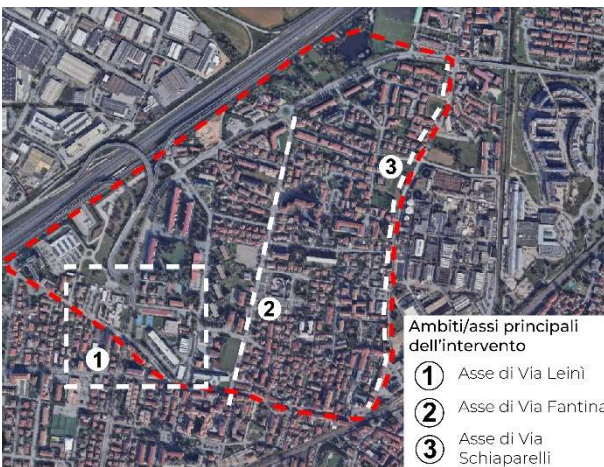 3
2
1
Ambiti/assi principali
dell'intervento
1 Asse di Via Leinì
2 Asse di Via Fantina
3 Asse di Via
Schiaparelli